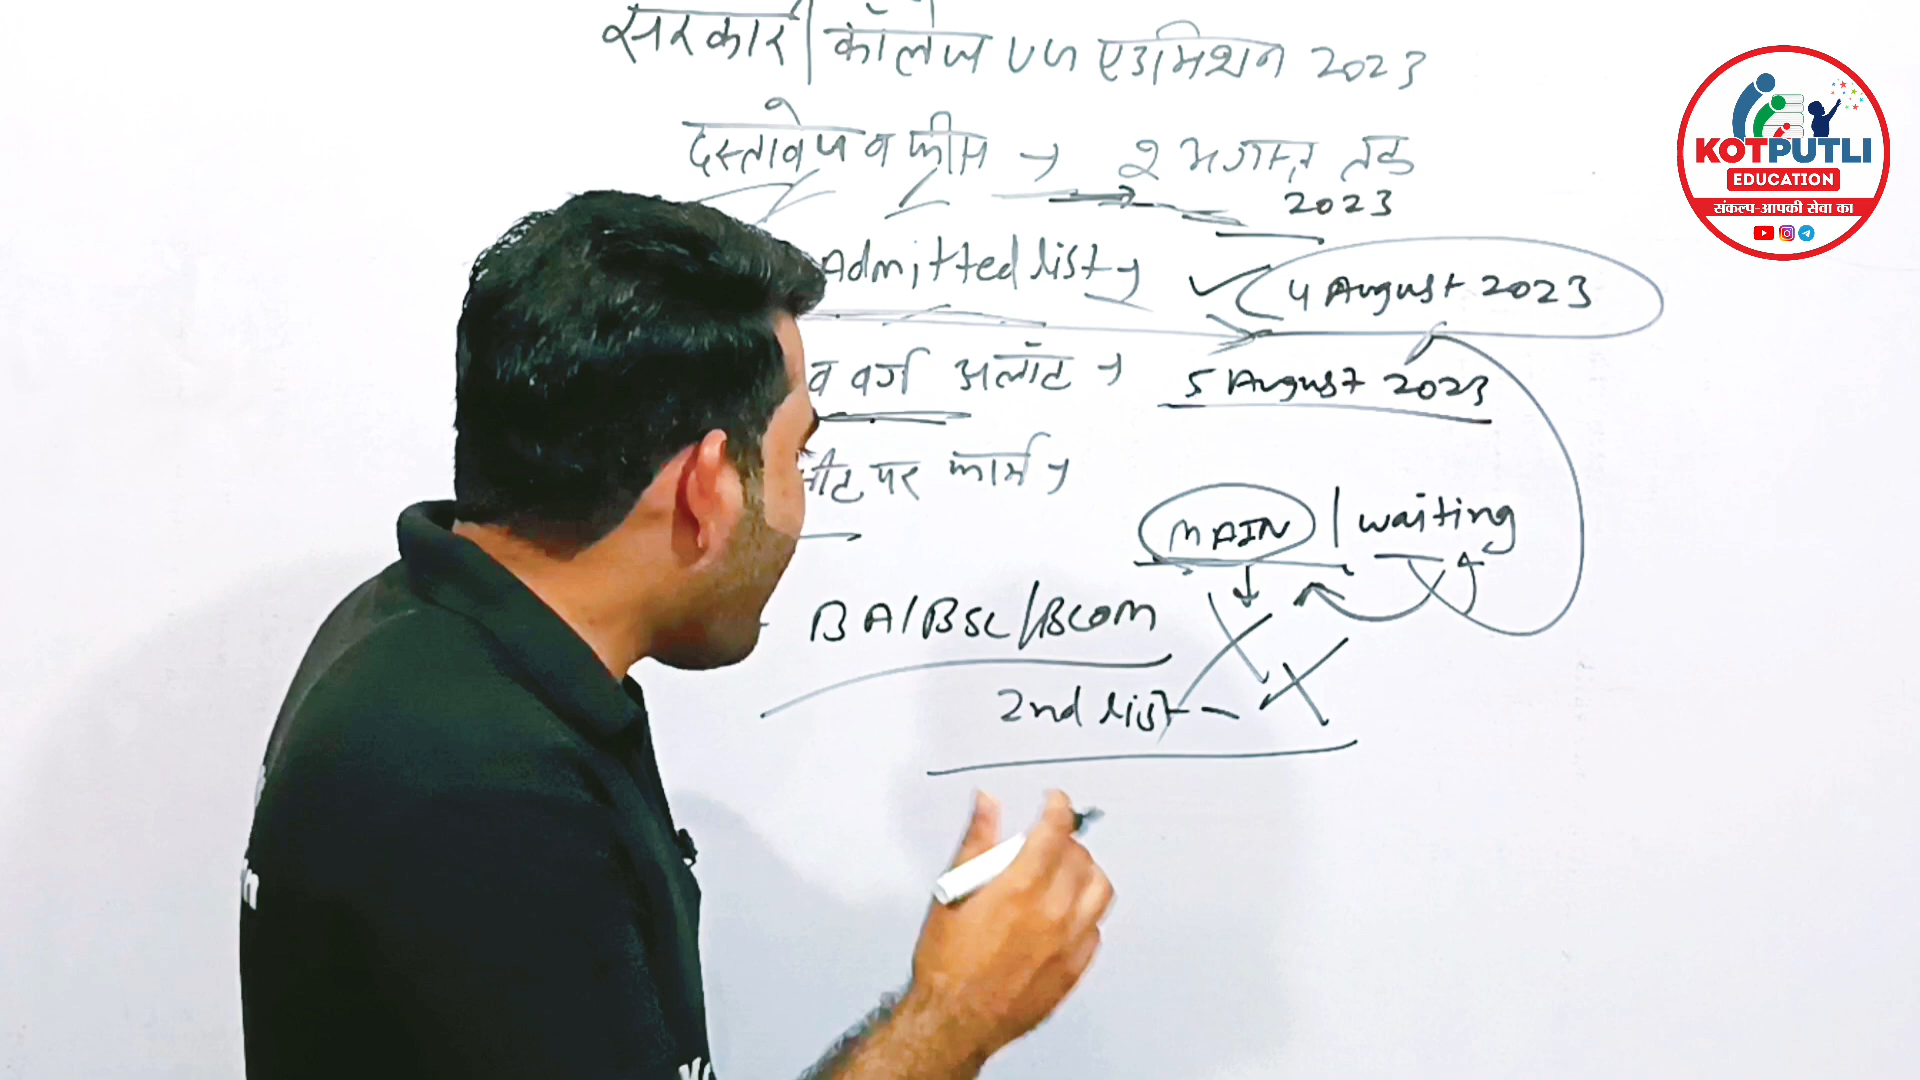 सरकारी कॉलेज UG एडमिशन 2023
दस्तावेज व फीस → 2 अगस्त तक
2023
Admitted list → 4 August 2023
व वर्ग अलॉट → 5 August 2023
सीट पर फार्म →
MAIN | waiting
BA/BSC/BCOM
2nd list -
KOTPUTLI
EDUCATION
संकल्प-आपकी सेवा का